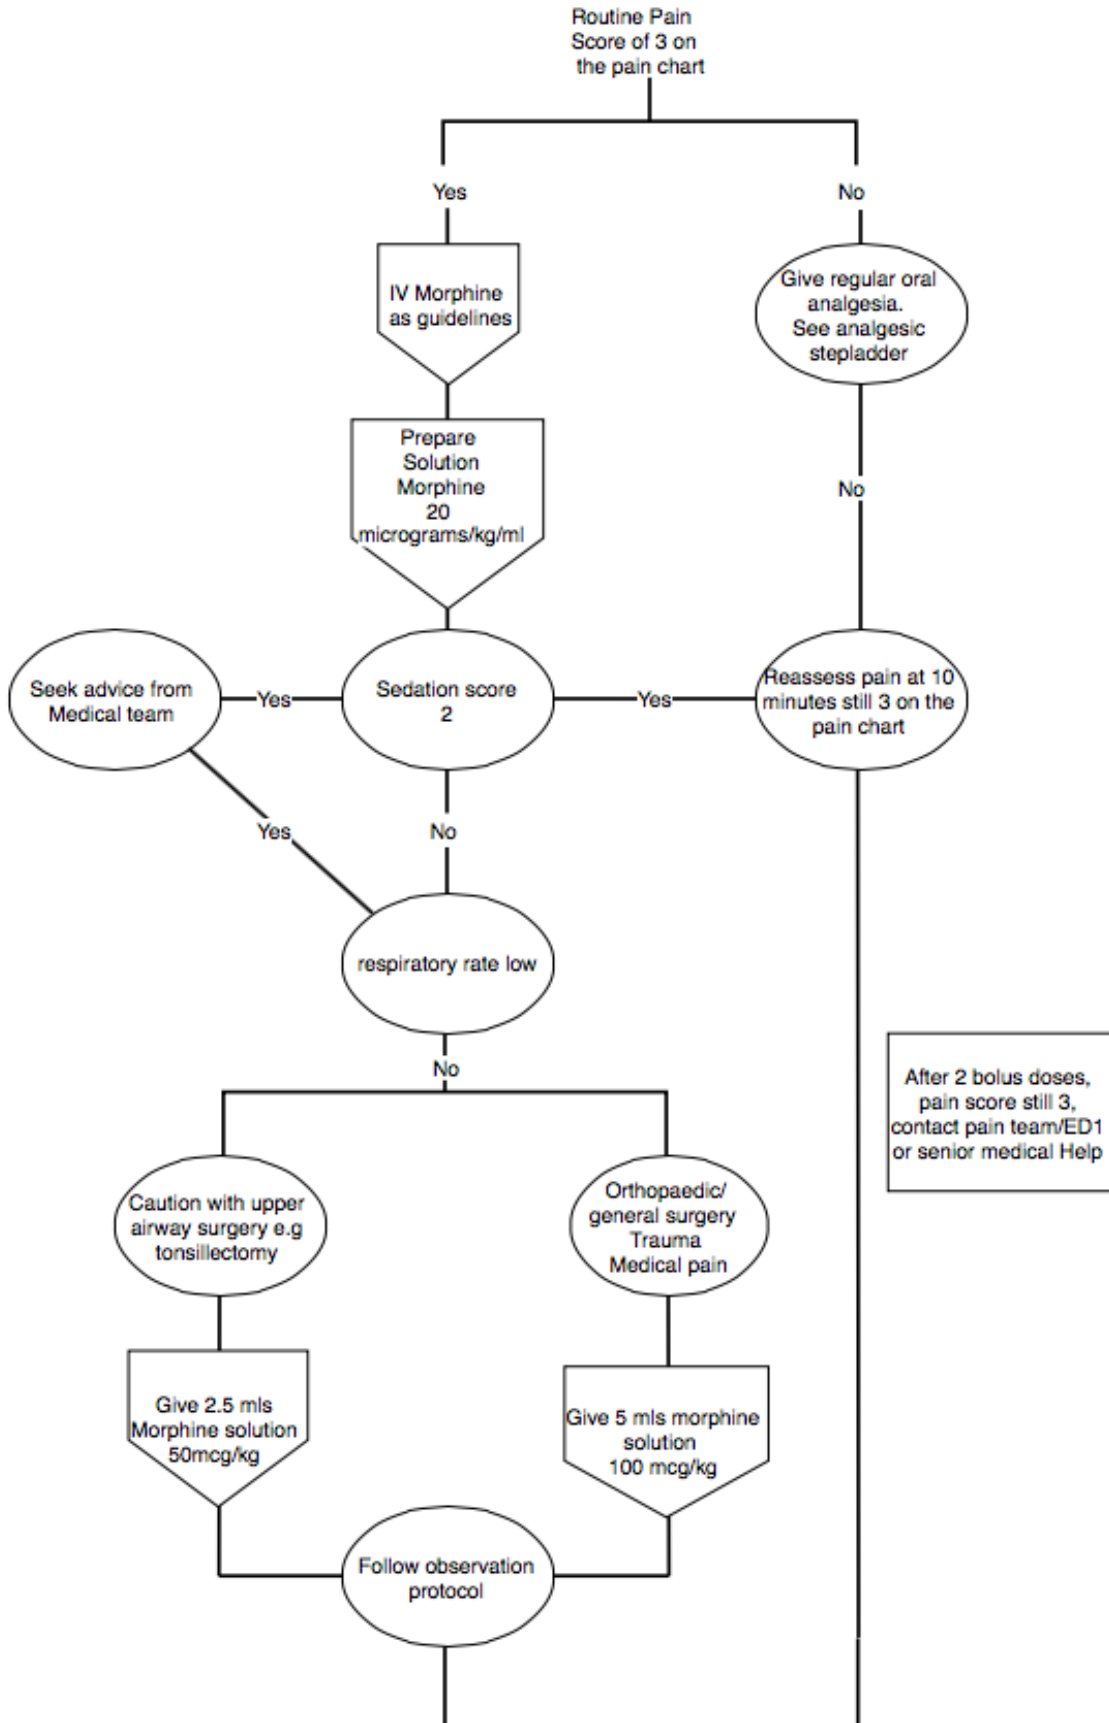 Routine Pain
Score of 3 on
the pain chart
Yes
No
IV Morphine
as guidelines
Give regular oral
analgesia.
See analgesic
stepladder
Prepare
Solution
Morphine
20
micrograms/kg/ml
No
Seek advice from
Medical team
Yes
Sedation score
2
Yes
Reassess pain at 10
minutes still 3 on the
pain chart
Yes
No
respiratory rate low
No
After 2 bolus doses,
pain score still 3,
contact pain team/ED1
or senior medical Help
Caution with upper
airway surgery e.g
tonsillectomy
Orthopaedic/
general surgery
Trauma
Medical pain
Give 2.5 mls
Morphine solution
50mcg/kg
Give 5 mls morphine
solution
100 mcg/kg
Follow observation
protocol